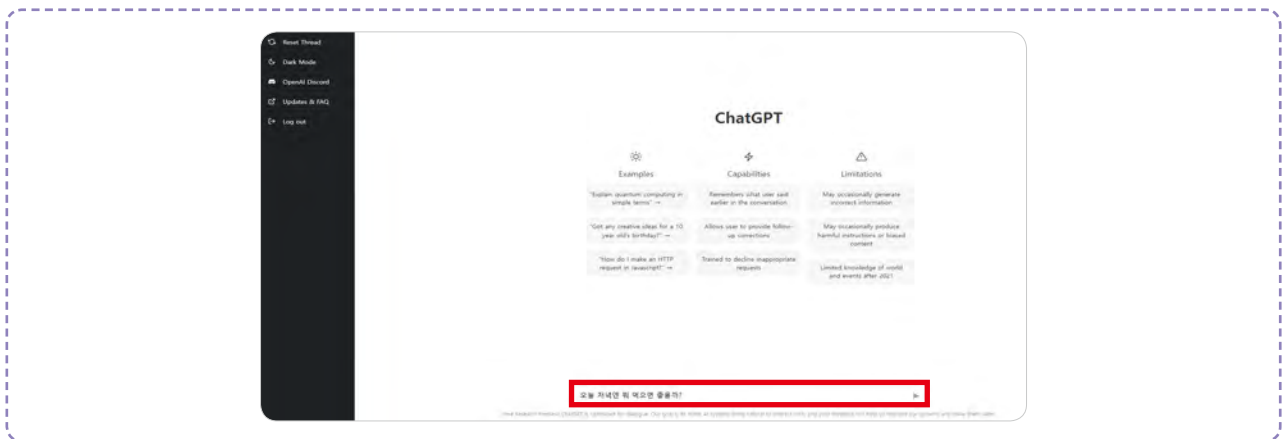 Reset Thread
Dark Mode
OpenAI Discord
Updates & FAQ
Log out
ChatGPT
Examples
Capabilities
Limitations
"Explain quantum computing in
simple terms" →
Remembers what user said
earlier in the conversation
May occasionally generate
incorrect information
"Got any creative ideas for a 10
year old's birthday?" →
Allows user to provide follow-
up corrections
May occasionally produce
harmful instructions or biased
content
"How do I make an HTTP
request in Javascript?" →
Trained to decline inappropriate
requests
Limited knowledge of world
and events after 2021
오늘 저녁엔 뭐 먹으면 좋을까?